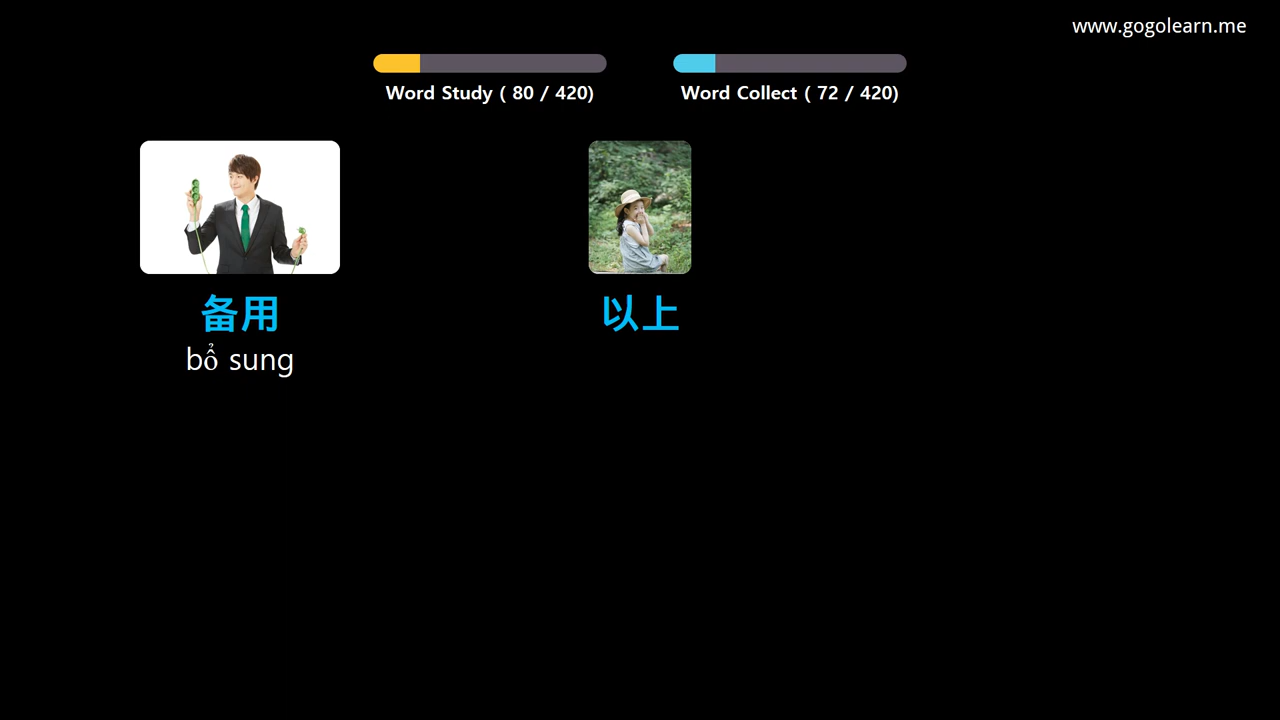 www.gogolearn.me
Word Study ( 80 / 420)
Word Collect ( 72 / 420)
备用
bổ sung
以上